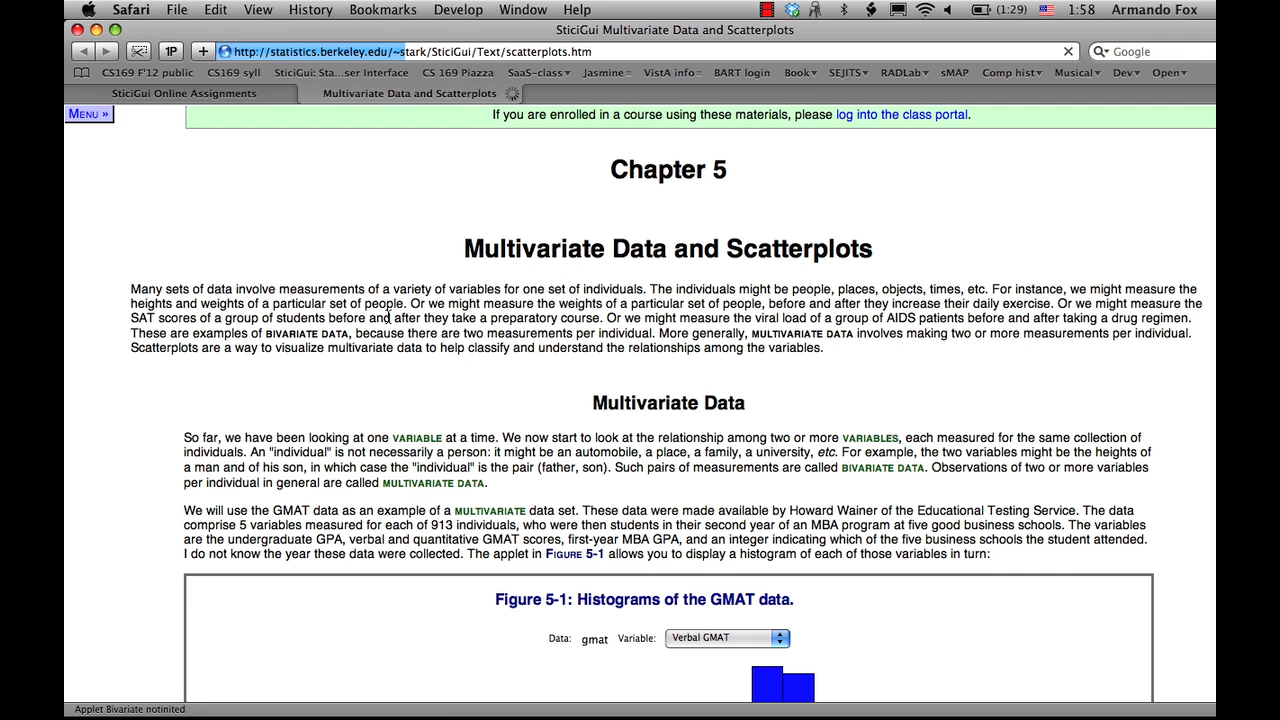 Safari File Edit View History Bookmarks Develop Window Help (1:29) 1:58 Armando Fox
SticiGui Multivariate Data and Scatterplots
1P + http://statistics.berkeley.edu/~stark/SticiGui/Text/scatterplots.htm Google
CS169 F'12 public CS169 syll SticiGui: Sta...ser Interface CS 169 Piazza SaaS-class Jasmine VistA info BART login Book SEJITS RADLab sMAP Comp hist Musical Dev Open
SticiGui Online Assignments Multivariate Data and Scatterplots
MENU » If you are enrolled in a course using these materials, please log into the class portal.
Chapter 5
Multivariate Data and Scatterplots
Many sets of data involve measurements of a variety of variables for one set of individuals. The individuals might be people, places, objects, times, etc. For instance, we might measure the
heights and weights of a particular set of people. Or we might measure the weights of a particular set of people, before and after they increase their daily exercise. Or we might measure the
SAT scores of a group of students before and after they take a preparatory course. Or we might measure the viral load of a group of AIDS patients before and after taking a drug regimen.
These are examples of BIVARIATE DATA, because there are two measurements per individual. More generally, MULTIVARIATE DATA involves making two or more measurements per individual.
Scatterplots are a way to visualize multivariate data to help classify and understand the relationships among the variables.
Multivariate Data
So far, we have been looking at one VARIABLE at a time. We now start to look at the relationship among two or more VARIABLES, each measured for the same collection of
individuals. An "individual" is not necessarily a person: it might be an automobile, a place, a family, a university, etc. For example, the two variables might be the heights of
a man and of his son, in which case the "individual" is the pair (father, son). Such pairs of measurements are called BIVARIATE DATA. Observations of two or more variables
per individual in general are called MULTIVARIATE DATA.
We will use the GMAT data as an example of a MULTIVARIATE data set. These data were made available by Howard Wainer of the Educational Testing Service. The data
comprise 5 variables measured for each of 913 individuals, who were then students in their second year of an MBA program at five good business schools. The variables
are the undergraduate GPA, verbal and quantitative GMAT scores, first-year MBA GPA, and an integer indicating which of the five business schools the student attended.
I do not know the year these data were collected. The applet in FIGURE 5-1 allows you to display a histogram of each of those variables in turn:
Figure 5-1: Histograms of the GMAT data.
Data: gmat Variable: Verbal GMAT
Applet Bivariate notinited